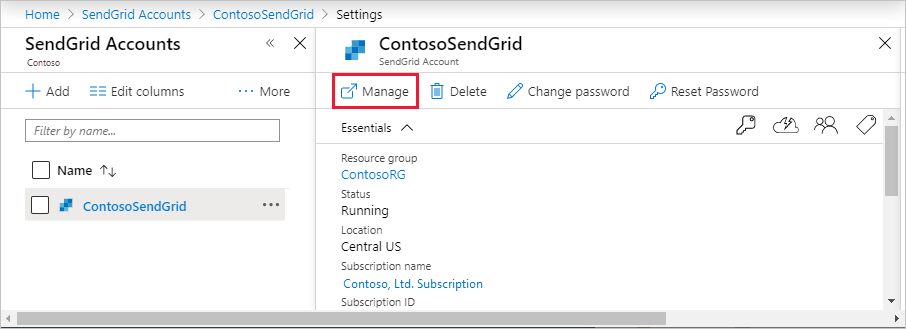 Home > SendGrid Accounts > ContosoSendGrid > Settings
SendGrid Accounts
Contoso
+ Add Edit columns ··· More
Filter by name...
Name ↑↓
ContosoSendGrid ···
ContosoSendGrid
SendGrid Account
Manage Delete Change password Reset Password
Essentials
Resource group
ContosoRG
Status
Running
Location
Central US
Subscription name
Contoso, Ltd. Subscription
Subscription ID